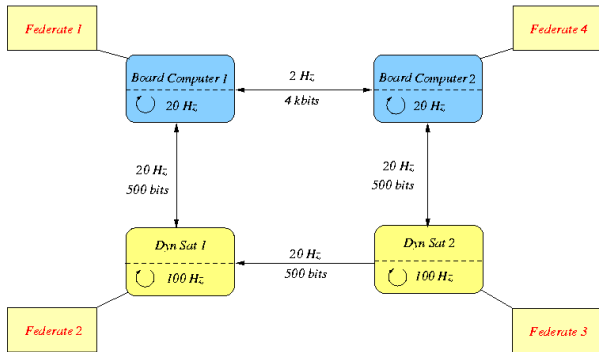 Federate 1
Federate 4
Board Computer 1
20 Hz
2 Hz
4 kbits
Board Computer 2
20 Hz
20 Hz
500 bits
20 Hz
500 bits
Dyn Sat 1
100 Hz
20 Hz
500 bits
Dyn Sat 2
100 Hz
Federate 2
Federate 3